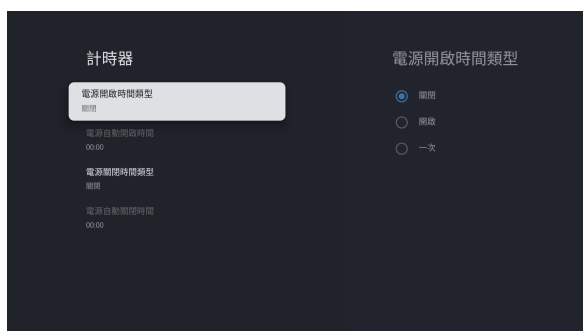 計時器
電源開啟時間類型
關閉
電源自動開啟時間
00:00
電源關閉時間類型
關閉
電源自動關閉時間
00:00
電源開啟時間類型
關閉
開啟
一次